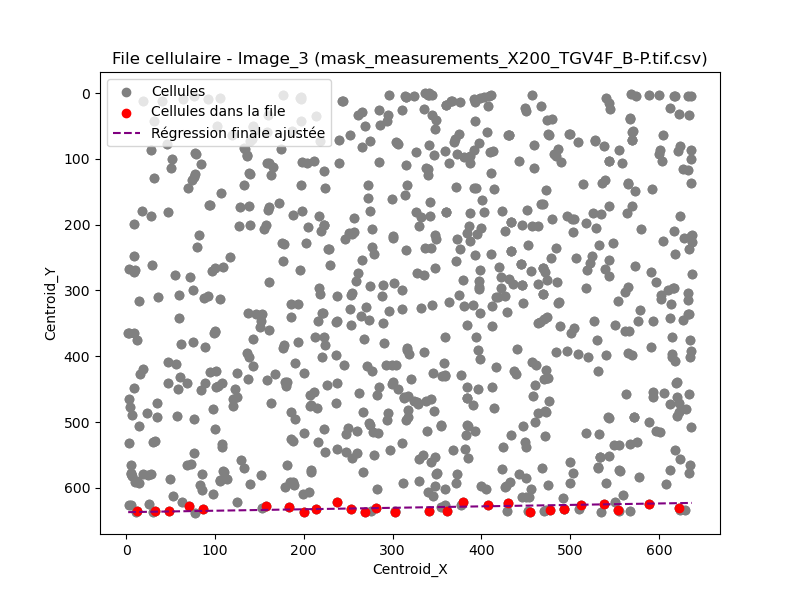 File cellulaire - Image_3 (mask_measurements_X200_TGV4F_B-P.tif.csv)
Cellules
Cellules dans la file
Régression finale ajustée
0
100
200
300
400
500
600
Centroid_Y
0 100 200 300 400 500 600
Centroid_X